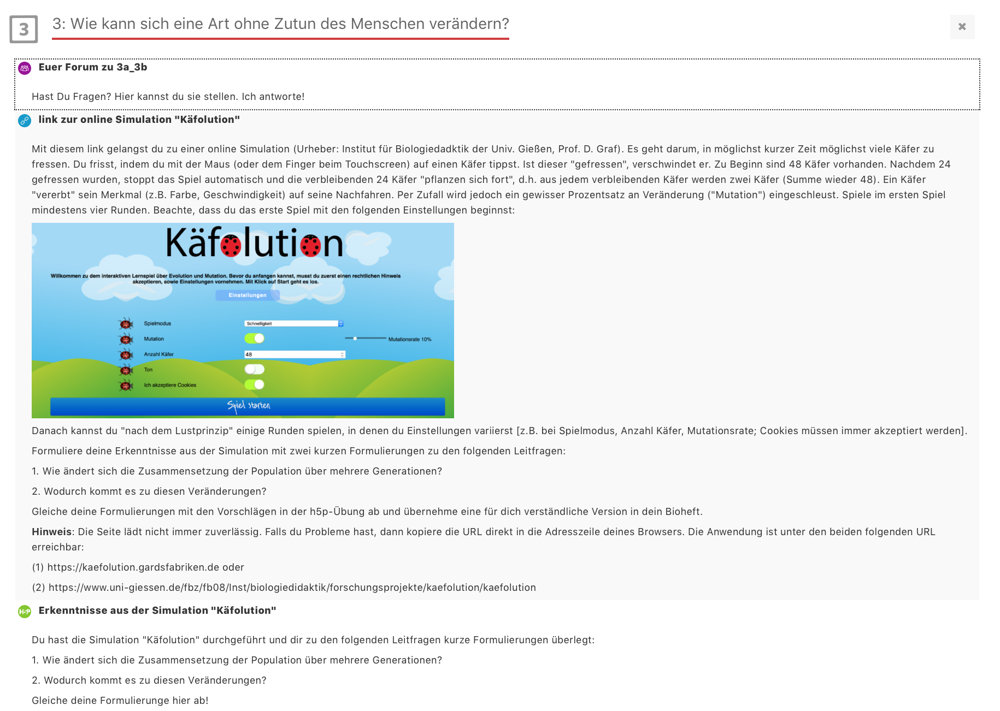 3
3: Wie kann sich eine Art ohne Zutun des Menschen verändern?
Euer Forum zu 3a_3b
Hast Du Fragen? Hier kannst du sie stellen. Ich antworte!
link zur online Simulation "Käfolution"
Mit diesem link gelangst du zu einer online Simulation (Urheber: Institut für Biologiedadktik der Univ. Gießen, Prof. D. Graf). Es geht darum, in möglichst kurzer Zeit möglichst viele Käfer zu
fressen. Du frisst, indem du mit der Maus (oder dem Finger beim Touchscreen) auf einen Käfer tippst. Ist dieser "gefressen", verschwindet er. Zu Beginn sind 48 Käfer vorhanden. Nachdem 24
gefressen wurden, stoppt das Spiel automatisch und die verbleibenden 24 Käfer "pflanzen sich fort", d.h. aus jedem verbleibenden Käfer werden zwei Käfer (Summe wieder 48). Ein Käfer
"vererbt" sein Merkmal (z.B. Farbe, Geschwindigkeit) auf seine Nachfahren. Per Zufall wird jedoch ein gewisser Prozentsatz an Veränderung ("Mutation") eingeschleust. Spiele im ersten Spiel
mindestens vier Runden. Beachte, dass du das erste Spiel mit den folgenden Einstellungen beginnst:
Käfolution
Willkommen zu dem interaktiven Lernspiel über Evolution und Mutation. Bevor du anfangen kannst, musst du zuerst einen rechtlichen Hinweis
akzeptieren, sowie Einstellungen vornehmen. Mit Klick auf Start geht es los.
Einstellungen
Spielmodus Schnelligkeit
Mutation Mutationsrate 10%
Anzahl Käfer 48
Ton
Ich akzeptiere Cookies
Spiel starten
Danach kannst du "nach dem Lustprinzip" einige Runden spielen, in denen du Einstellungen variierst [z.B. bei Spielmodus, Anzahl Käfer, Mutationsrate; Cookies müssen immer akzeptiert werden].
Formuliere deine Erkenntnisse aus der Simulation mit zwei kurzen Formulierungen zu den folgenden Leitfragen:
1. Wie ändert sich die Zusammensetzung der Population über mehrere Generationen?
2. Wodurch kommt es zu diesen Veränderungen?
Gleiche deine Formulierungen mit den Vorschlägen in der h5p-Übung ab und übernehme eine für dich verständliche Version in dein Bioheft.
Hinweis: Die Seite lädt nicht immer zuverlässig. Falls du Probleme hast, dann kopiere die URL direkt in die Adresszeile deines Browsers. Die Anwendung ist unter den beiden folgenden URL
erreichbar:
(1) https://kaefolution.gardsfabriken.de oder
(2) https://www.uni-giessen.de/fbz/fb08/Inst/biologiedidaktik/forschungsprojekte/kaefolution/kaefolution
H5P
Erkenntnisse aus der Simulation "Käfolution"
Du hast die Simulation "Käfolution" durchgeführt und dir zu den folgenden Leitfragen kurze Formulierungen überlegt:
1. Wie ändert sich die Zusammensetzung der Population über mehrere Generationen?
2. Wodurch kommt es zu diesen Veränderungen?
Gleiche deine Formulierunge hier ab!